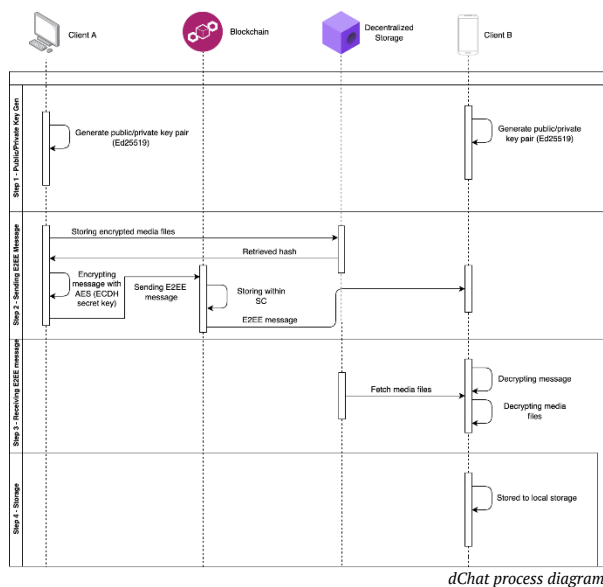 Client A
Blockchain
Decentralized
Storage
Client B
Step 1 - Public/Private Key Gen
Generate public/private key pair
(Ed25519)
Generate public/private
key pair (Ed25519)
Step 2 - Sending E2EE Message
Storing encrypted media files
Retrieved hash
Encrypting
message with
AES (ECDH
secret key)
Sending E2EE
message
Storing within
SC
E2EE message
Step 3 - Receiving E2EE message
Fetch media files
Decrypting message
Decrypting media
files
Step 4 - Storage
Stored to local storage
dChat process diagram